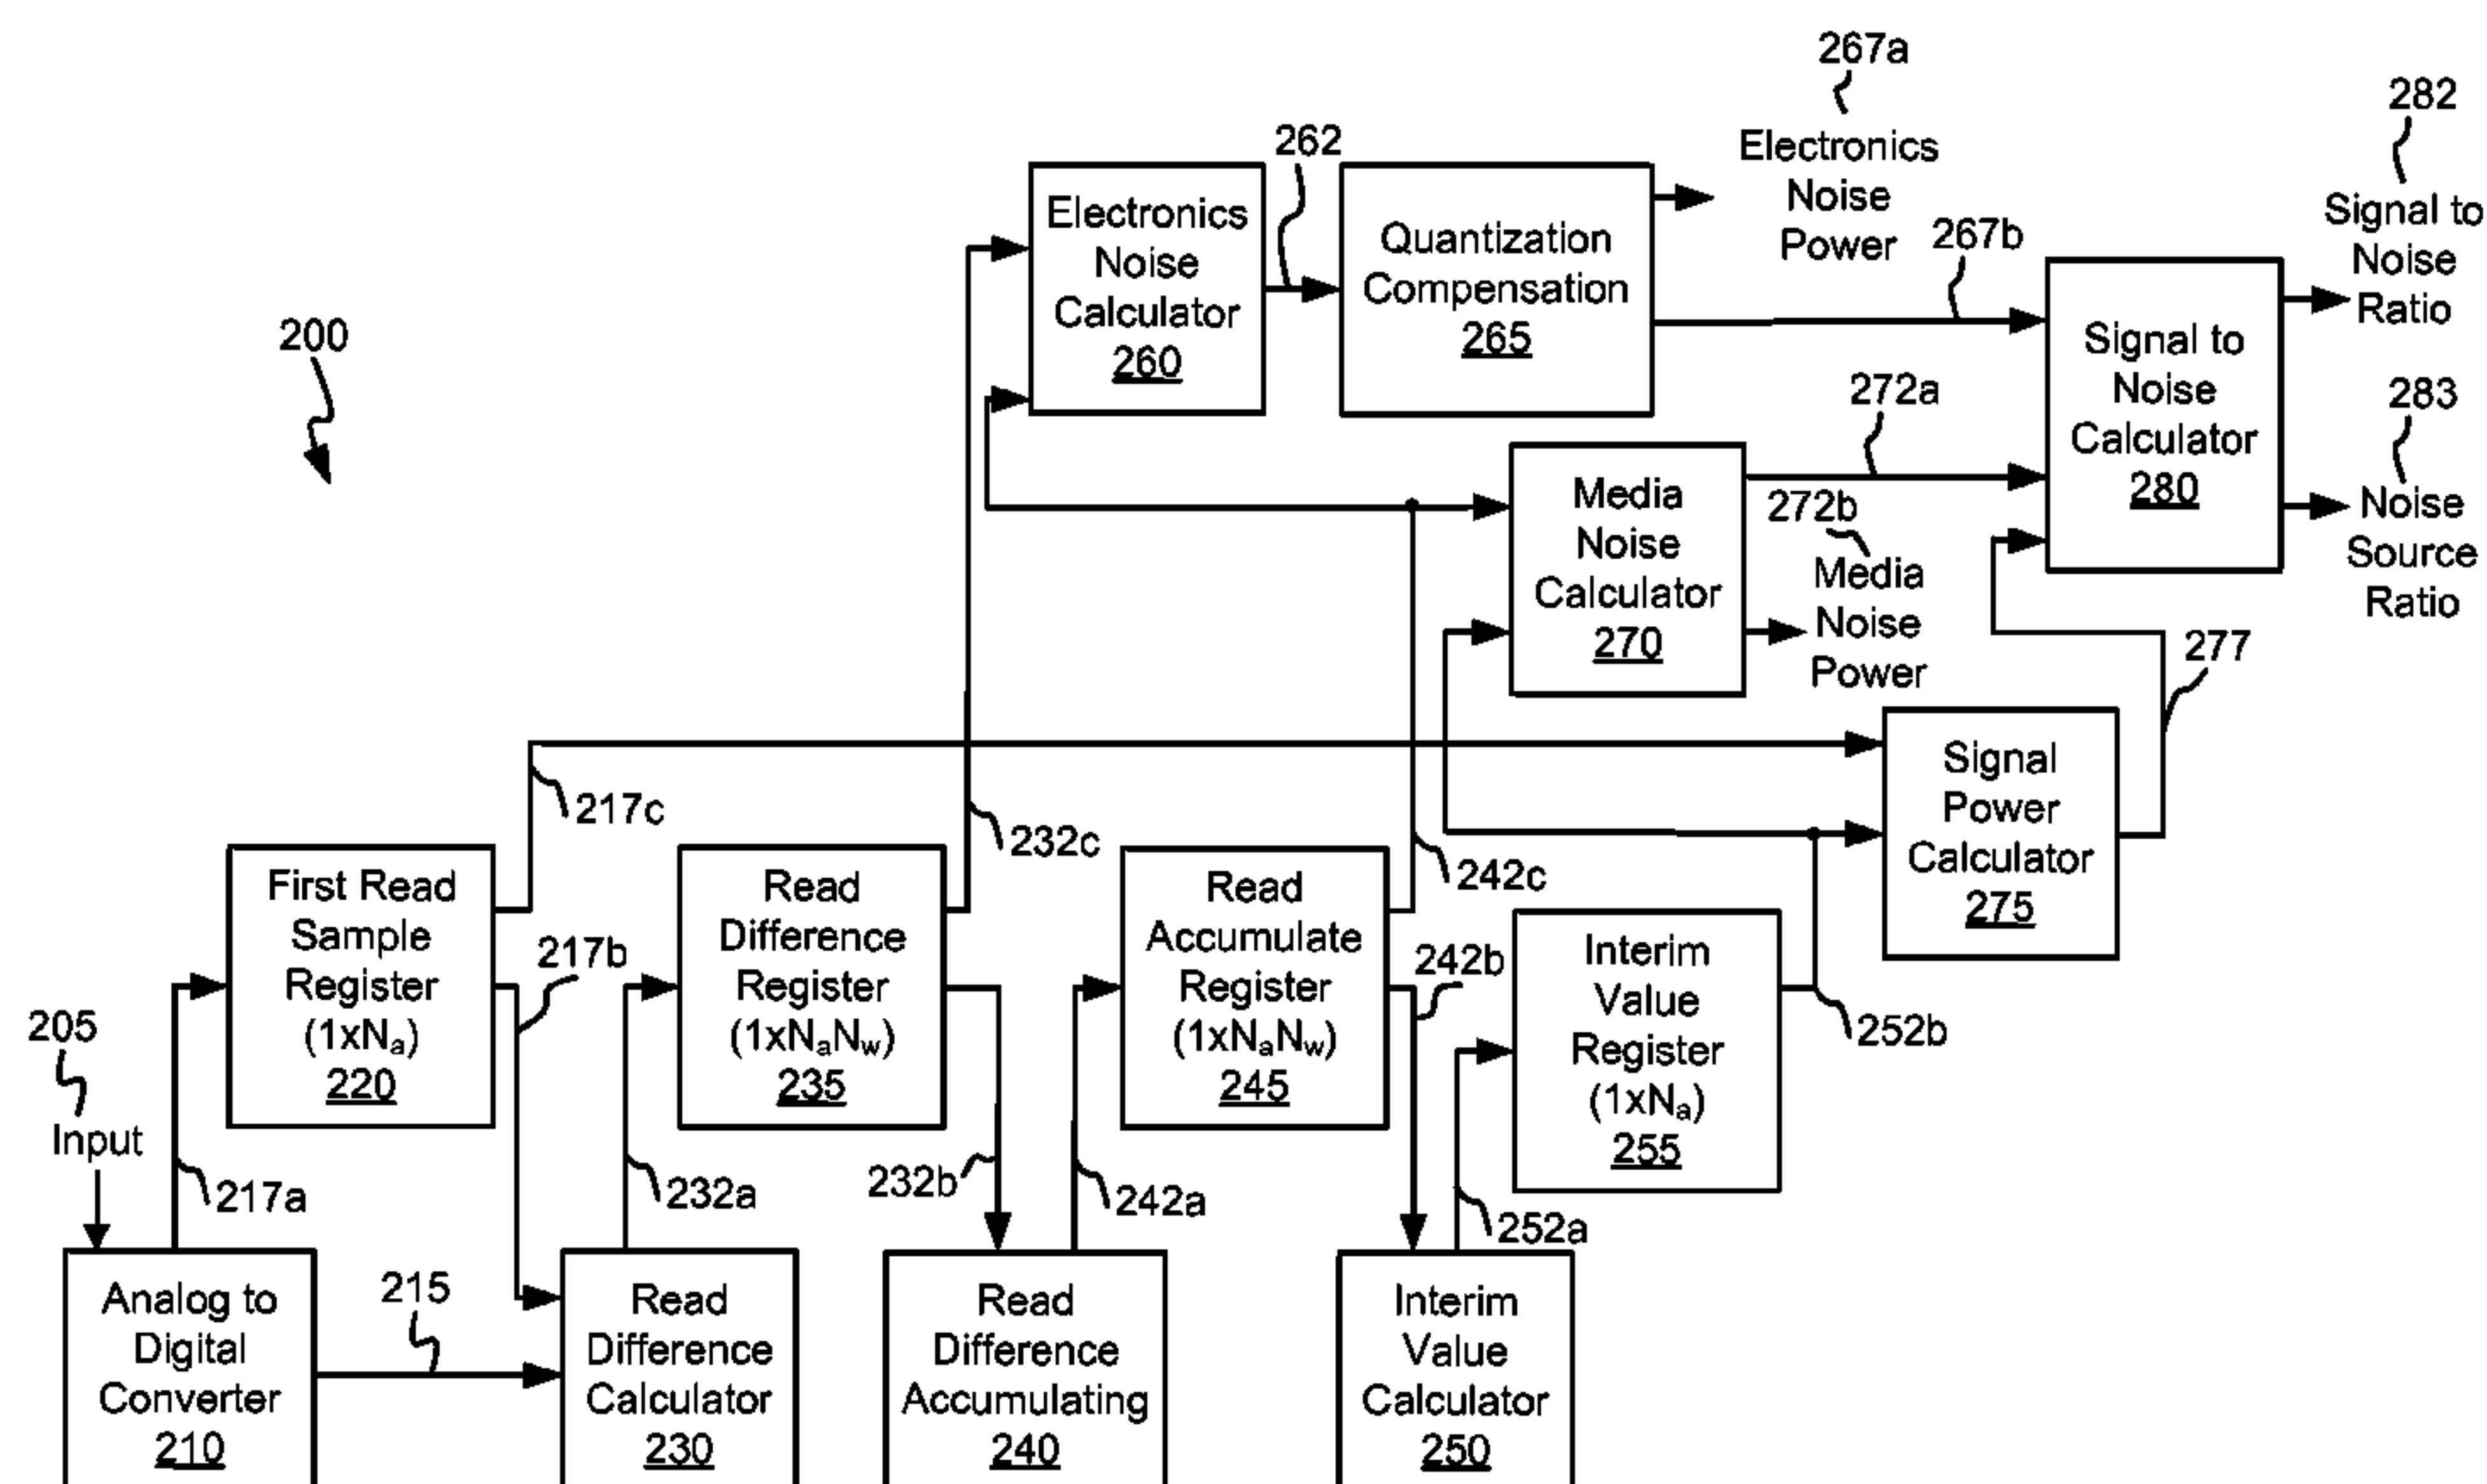 267a
282
262
Electronics
Noise
Power
267b
Signal to
Noise
Ratio
Electronics
Noise
Calculator
260
Quantization
Compensation
265
200
Signal to
Noise
Calculator
280
272a
283
Noise
Source
Ratio
Media
Noise
Calculator
270
272b
Media
Noise
Power
277
217c
232c
242c
Signal
Power
Calculator
275
First Read
Sample
Register
(1xNₐ)
220
217b
Read
Difference
Register
(1xNₐN_w)
235
Read
Accumulate
Register
(1xNₐN_w)
245
242b
Interim
Value
Register
(1xNₐ)
255
252b
205
Input
217a
232a
232b
242a
252a
Analog to
Digital
Converter
210
215
Read
Difference
Calculator
230
Read
Difference
Accumulating
240
Interim
Value
Calculator
250